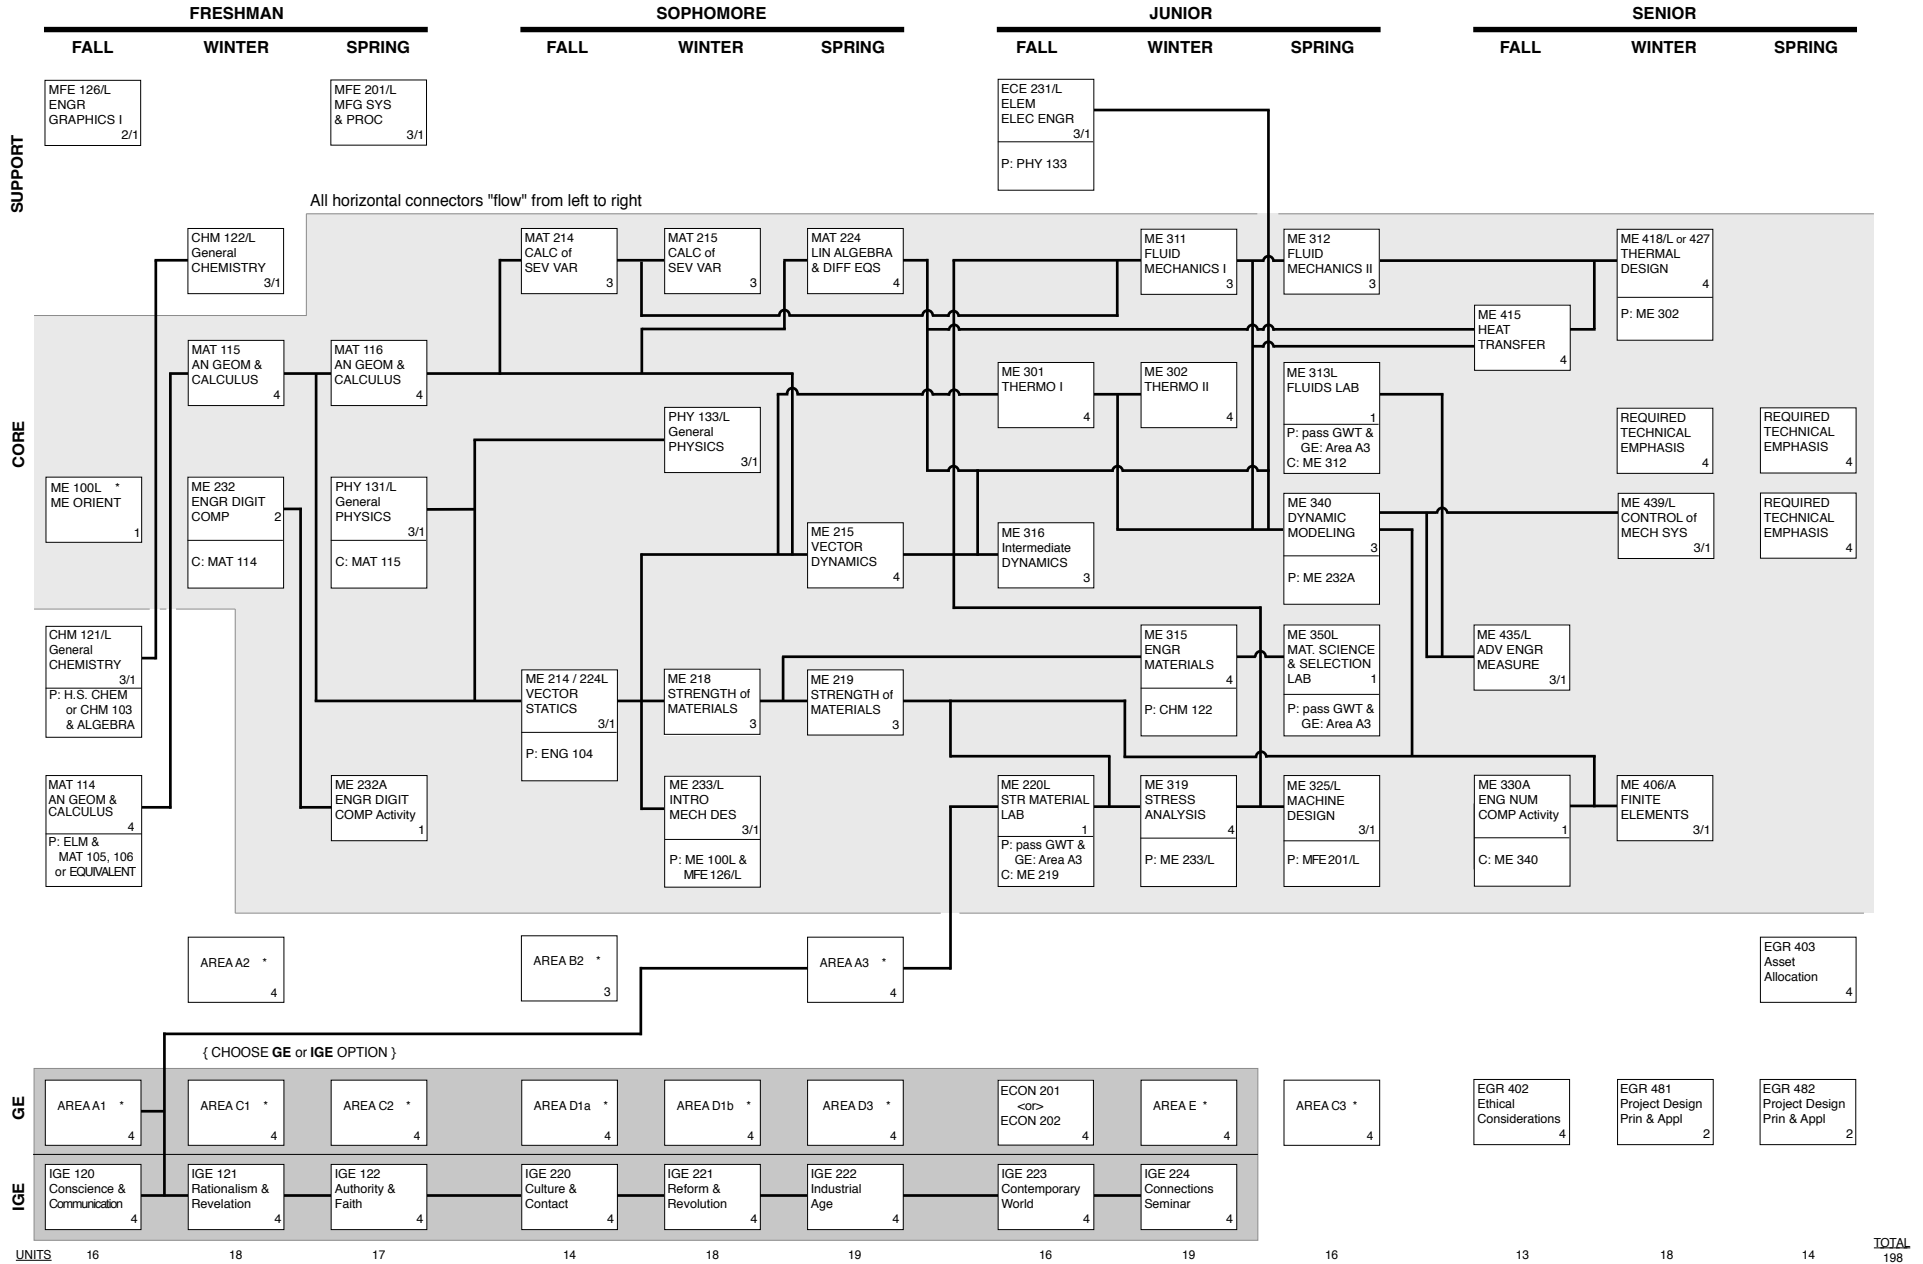 FRESHMAN
SOPHOMORE
JUNIOR
SENIOR
FALL
WINTER
SPRING
FALL
WINTER
SPRING
FALL
WINTER
SPRING
FALL
WINTER
SPRING
SUPPORT
MFE 126/L
ENGR
GRAPHICS I
2/1
MFE 201/L
MFG SYS
& PROC
3/1
ECE 231/L
ELEM
ELEC ENGR
3/1
P: PHY 133
All horizontal connectors "flow" from left to right
CHM 122/L
General
CHEMISTRY
3/1
MAT 214
CALC of
SEV VAR
3
MAT 215
CALC of
SEV VAR
3
MAT 224
LIN ALGEBRA
& DIFF EQS
4
ME 311
FLUID
MECHANICS I
3
ME 312
FLUID
MECHANICS II
3
ME 418/L or 427
THERMAL
DESIGN
4
P: ME 302
ME 415
HEAT
TRANSFER
4
CORE
MAT 115
AN GEOM &
CALCULUS
4
MAT 116
AN GEOM &
CALCULUS
4
ME 301
THERMO I
4
ME 302
THERMO II
4
ME 313L
FLUIDS LAB
1
P: pass GWT &
GE: Area A3
C: ME 312
PHY 133/L
General
PHYSICS
3/1
REQUIRED
TECHNICAL
EMPHASIS
4
REQUIRED
TECHNICAL
EMPHASIS
4
ME 100L *
ME ORIENT
1
ME 232
ENGR DIGIT
COMP
2
C: MAT 114
PHY 131/L
General
PHYSICS
3/1
C: MAT 115
ME 215
VECTOR
DYNAMICS
4
ME 316
Intermediate
DYNAMICS
3
ME 340
DYNAMIC
MODELING
3
P: ME 232A
ME 439/L
CONTROL of
MECH SYS
3/1
REQUIRED
TECHNICAL
EMPHASIS
4
CHM 121/L
General
CHEMISTRY
3/1
P: H.S. CHEM
or CHM 103
& ALGEBRA
ME 214 / 224L
VECTOR
STATICS
3/1
P: ENG 104
ME 218
STRENGTH of
MATERIALS
3
ME 219
STRENGTH of
MATERIALS
3
ME 315
ENGR
MATERIALS
4
P: CHM 122
ME 350L
MAT. SCIENCE
& SELECTION
LAB
1
P: pass GWT &
GE: Area A3
ME 435/L
ADV ENGR
MEASURE
3/1
MAT 114
AN GEOM &
CALCULUS
4
P: ELM &
MAT 105, 106
or EQUIVALENT
ME 232A
ENGR DIGIT
COMP Activity
1
ME 233/L
INTRO
MECH DES
3/1
P: ME 100L &
MFE126/L
ME 220L
STR MATERIAL
LAB
1
P: pass GWT &
GE: Area A3
C: ME 219
ME 319
STRESS
ANALYSIS
4
P: ME 233/L
ME 325/L
MACHINE
DESIGN
3/1
P: MFE201/L
ME 330A
ENG NUM
COMP Activity
1
C: ME 340
ME 406/A
FINITE
ELEMENTS
3/1
AREA A2 *
4
AREA B2 *
3
AREA A3 *
4
EGR 403
Asset
Allocation
4
{ CHOOSE GE or IGE OPTION }
GE
AREA A1 *
4
AREA C1 *
4
AREA C2 *
4
AREA D1a *
4
AREA D1b *
4
AREA D3 *
4
ECON 201
<or>
ECON 202
4
AREA E *
4
AREA C3 *
4
EGR 402
Ethical
Considerations
4
EGR 481
Project Design
Prin & Appl
2
EGR 482
Project Design
Prin & Appl
2
IGE
IGE 120
Conscience &
Communication
4
IGE 121
Rationalism &
Revelation
4
IGE 122
Authority &
Faith
4
IGE 220
Culture &
Contact
4
IGE 221
Reform &
Revolution
4
IGE 222
Industrial
Age
4
IGE 223
Contemporary
World
4
IGE 224
Connections
Seminar
4
UNITS 16 18 17 14 18 19 16 19 16 13 18 14
TOTAL
198